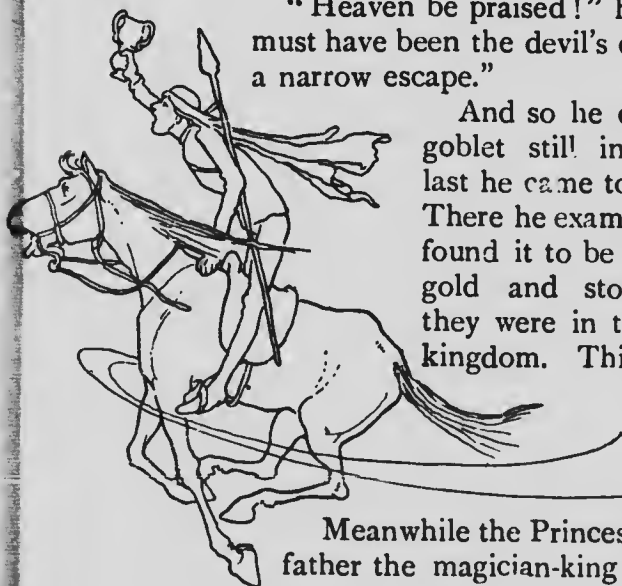 "Heaven be praised!"
must have been the devil's
a narrow escape."
And so he
goblet still in
last he came to
There he exam
found it to be
gold and sto
they were in t
kingdom. Thi
Meanwhile the Princes
father the magician-king